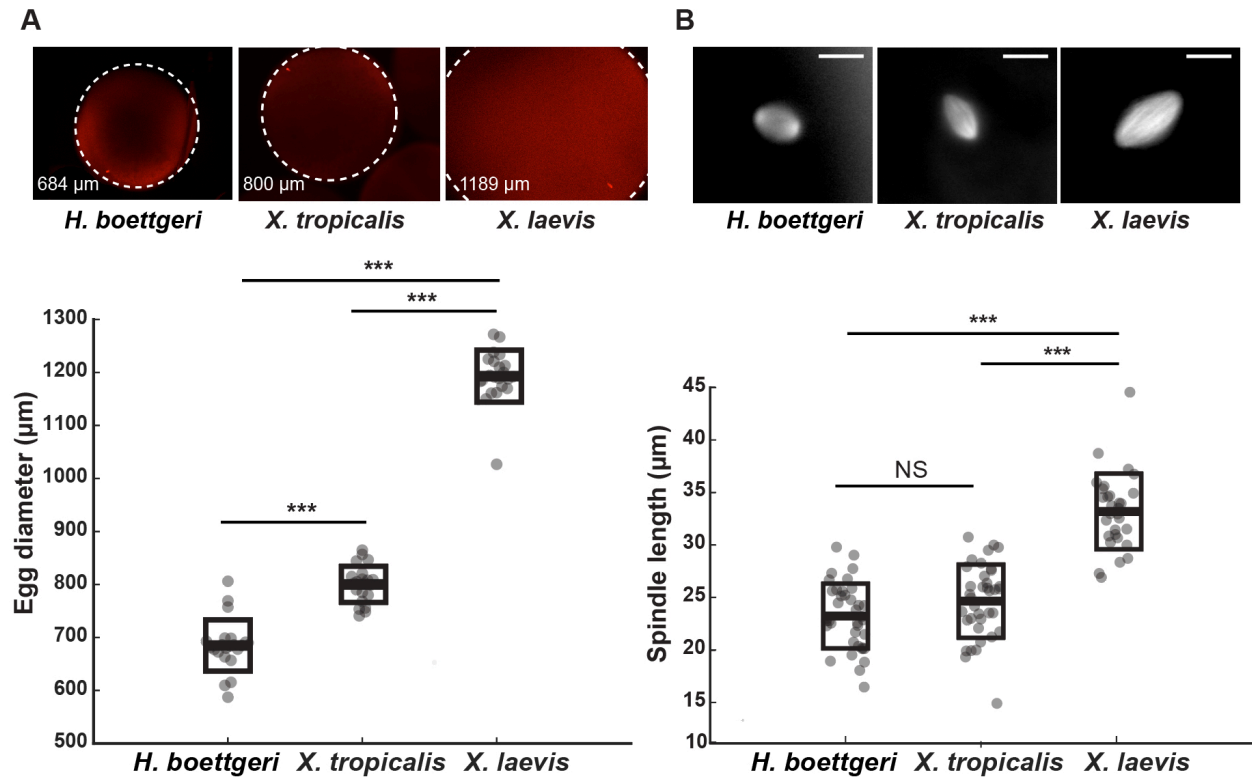 A
684 µm
800 µm
1189 µm
H. boettgeri
X. tropicalis
X. laevis
***
***
***
1300
1200
1100
1000
900
800
700
600
500
Egg diameter (µm)
H. boettgeri
X. tropicalis
X. laevis
B
H. boettgeri
X. tropicalis
X. laevis
***
***
NS
45
40
35
30
25
20
15
10
Spindle length (µm)
H. boettgeri
X. tropicalis
X. laevis